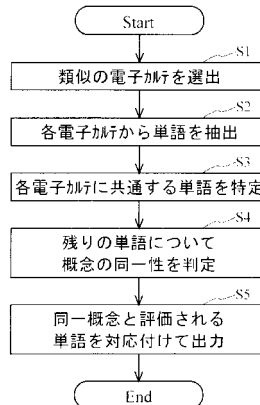 Start
S1
類似の電子ｶﾙﾃを選出
S2
各電子ｶﾙﾃから単語を抽出
S3
各電子ｶﾙﾃに共通する単語を特定
S4
残りの単語について
概念の同一性を判定
S5
同一概念と評価される
単語を対応付けて出力
End